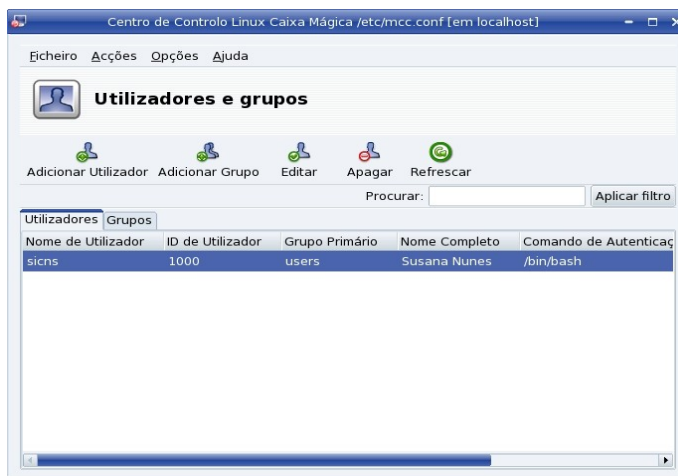 Centro de Controlo Linux Caixa Mágica /etc/mcc.conf [em localhost]
Ficheiro Acções Opções Ajuda
Utilizadores e grupos
Adicionar Utilizador Adicionar Grupo Editar Apagar Refrescar
Procurar: Aplicar filtro
Utilizadores Grupos
Nome de Utilizador ID de Utilizador Grupo Primário Nome Completo Comando de Autenticaç
sicns 1000 users Susana Nunes /bin/bash